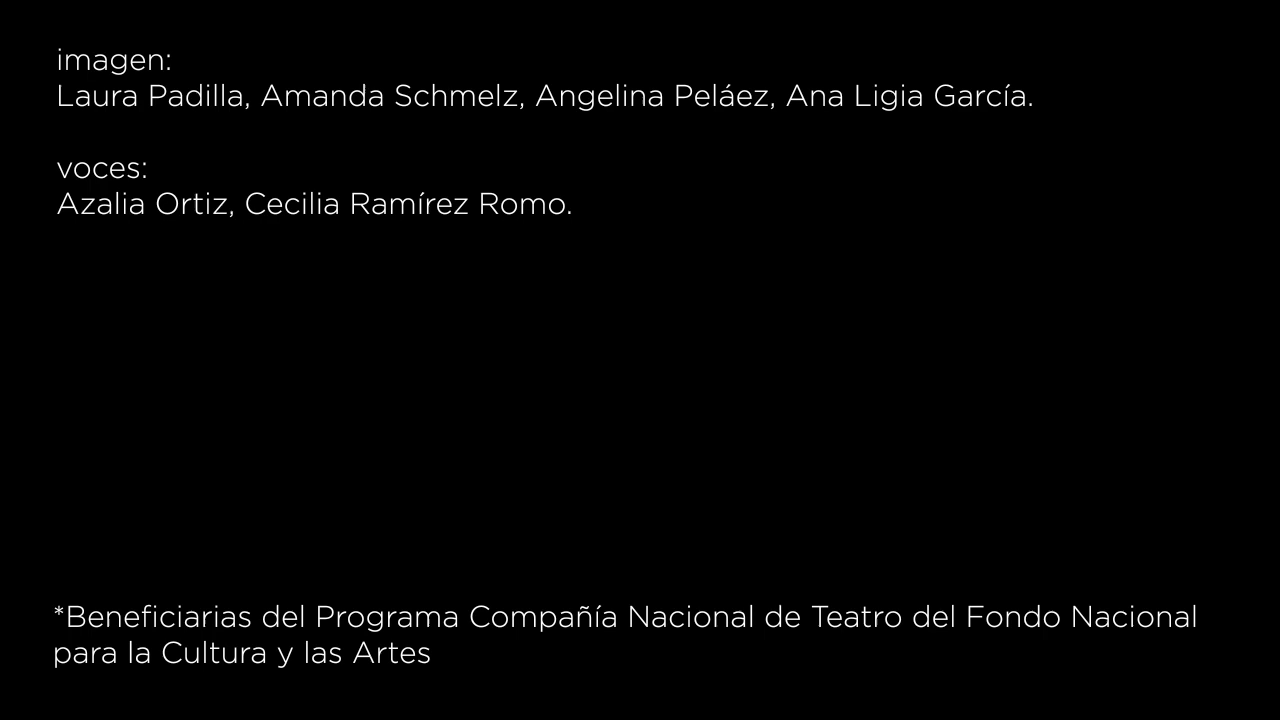 imagen:
Laura Padilla, Amanda Schmelz, Angelina Peláez, Ana Ligia García.
voces:
Azalia Ortiz, Cecilia Ramírez Romo.
*Beneficiarias del Programa Compañía Nacional de Teatro del Fondo Nacional
para la Cultura y las Artes